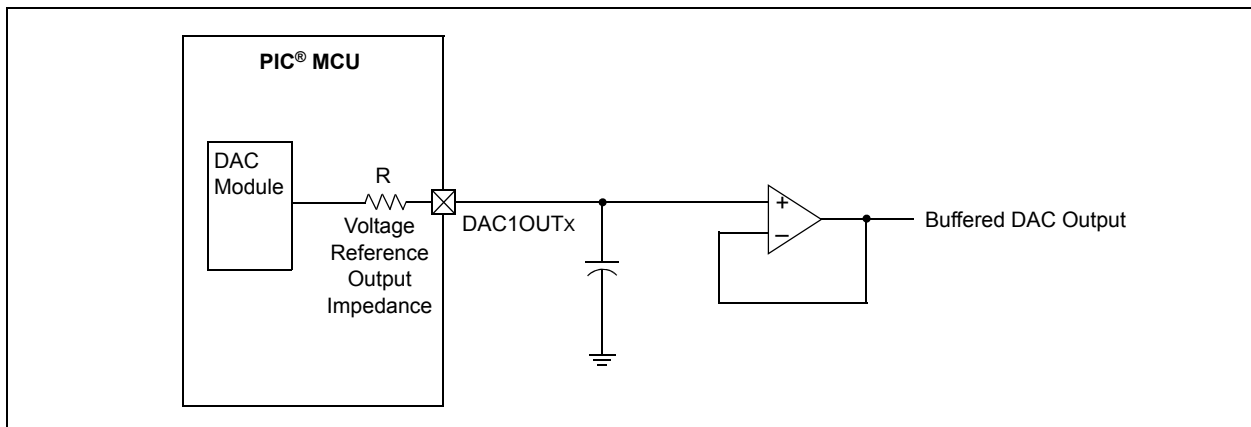 PIC® MCU
DAC
Module
R
Voltage
Reference
Output
Impedance
DAC1OUTX
+
–
Buffered DAC Output